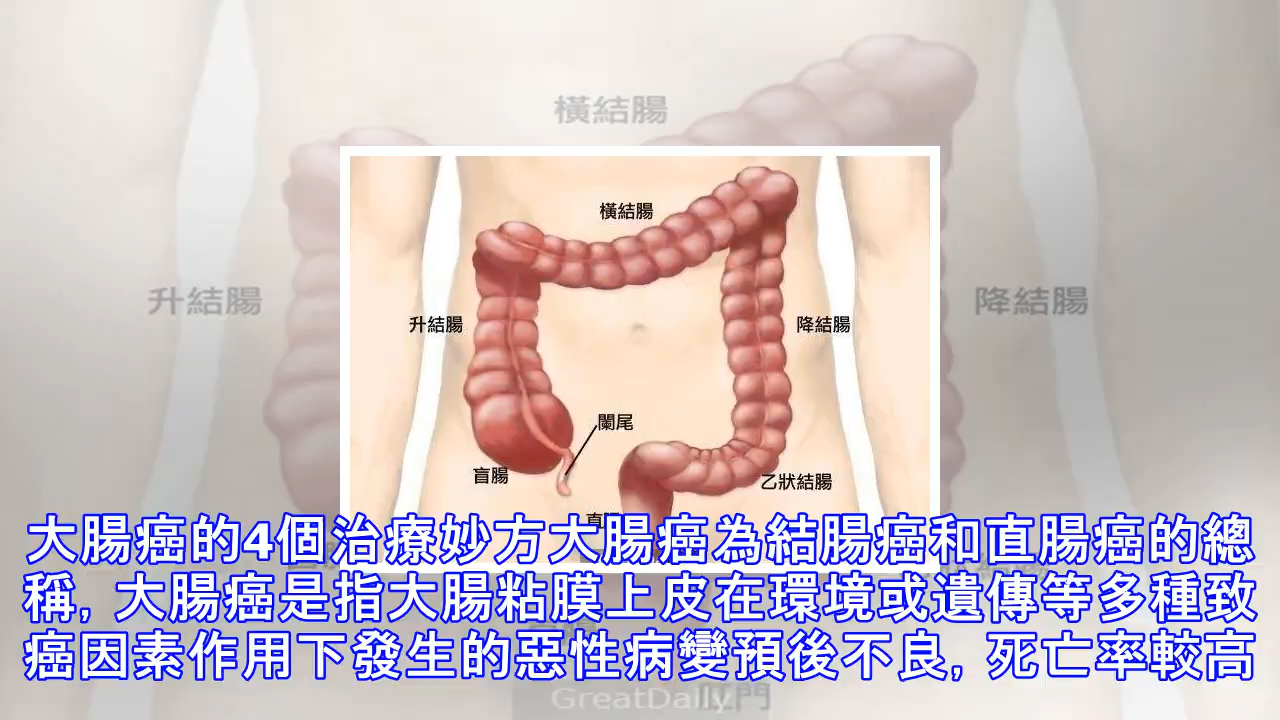 橫結腸
橫結腸
升結腸
降結腸
升結腸
降結腸
闌尾
盲腸
乙狀結腸
大腸癌的4個治療妙方大腸癌為結腸癌和直腸癌的總
稱, 大腸癌是指大腸粘膜上皮在環境或遺傳等多種致
癌因素作用下發生的惡性病變預後不良, 死亡率較高
GreatDaily
肛門